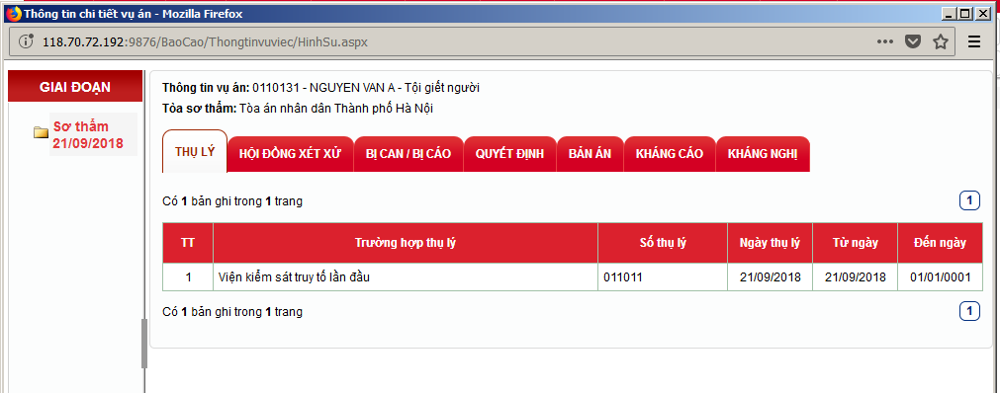 Thông tin chi tiết vụ án - Mozilla Firefox
118.70.72.192:9876/BaoCao/Thongtinvuviec/HinhSu.aspx
GIAI ĐOẠN
Sơ thẩm
21/09/2018
Thông tin vụ án: 0110131 - NGUYEN VAN A - Tội giết người
Tòa sơ thẩm: Tòa án nhân dân Thành phố Hà Nội
THỤ LÝ HỘI ĐỒNG XÉT XỬ BỊ CAN / BỊ CÁO QUYẾT ĐỊNH BẢN ÁN KHÁNG CÁO KHÁNG NGHỊ
Có 1 bản ghi trong 1 trang 1
TT Trường hợp thụ lý Số thụ lý Ngày thụ lý Từ ngày Đến ngày
1 Viện kiểm sát truy tố lần đầu 011011 21/09/2018 21/09/2018 01/01/0001
Có 1 bản ghi trong 1 trang 1